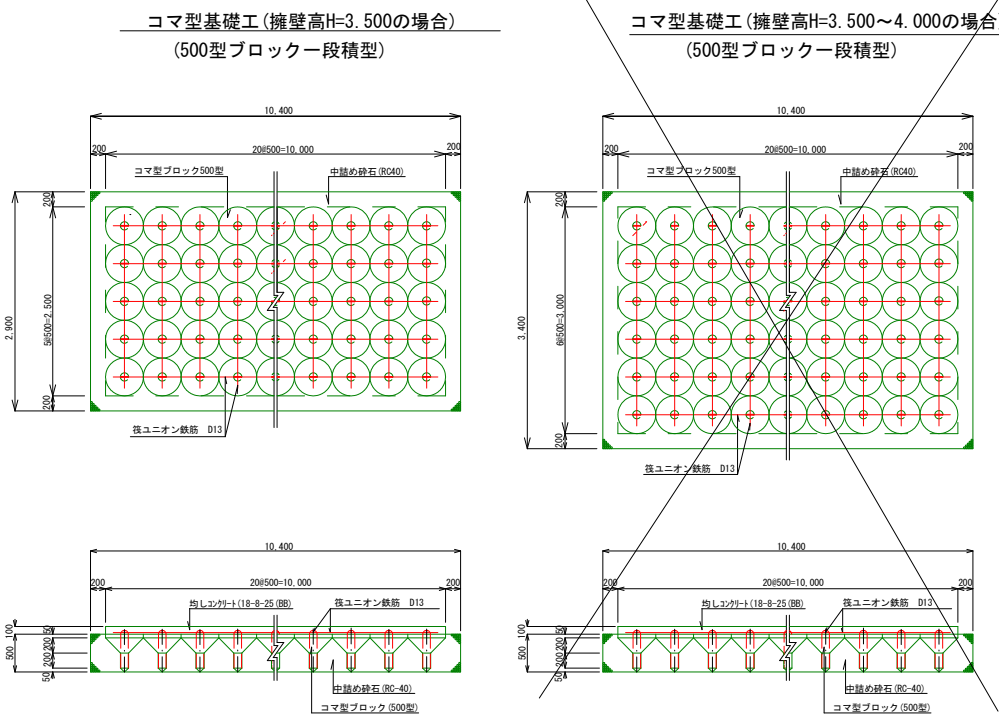 コマ型基礎工(擁壁高H=3.500の場合)
(500型ブロック一段積型)
10,400
200
20@500=10,000
200
コマ型ブロック500型
中詰め砕石(RC40)
2,900
200
5@500=2,500
200
筏ユニオン鉄筋 D13
10,400
200
20@500=10,000
200
均しコンクリート(18-8-25(BB)
筏ユニオン鉄筋 D13
100
500
50
200
200
50
中詰め砕石(RC-40)
コマ型ブロック(500型)
コマ型基礎工(擁壁高H=3.500～4.000の場合
(500型ブロック一段積型)
10,400
200
20@500=10,000
200
コマ型ブロック500型
中詰め砕石(RC40)
3,400
200
6@500=3,000
200
筏ユニオン鉄筋 D13
10,400
200
20@500=10,000
200
均しコンクリート(18-8-25(BB)
筏ユニオン鉄筋 D13
100
500
50
200
200
50
中詰め砕石(RC-40)
コマ型ブロック(500型)